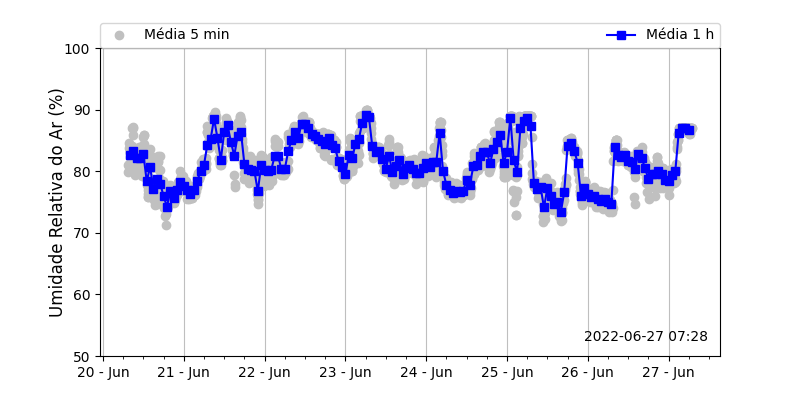 Média 5 min
Média 1 h
Umidade Relativa do Ar (%)
100
90
80
70
60
50
2022-06-27 07:28
20 - Jun
21 - Jun
22 - Jun
23 - Jun
24 - Jun
25 - Jun
26 - Jun
27 - Jun